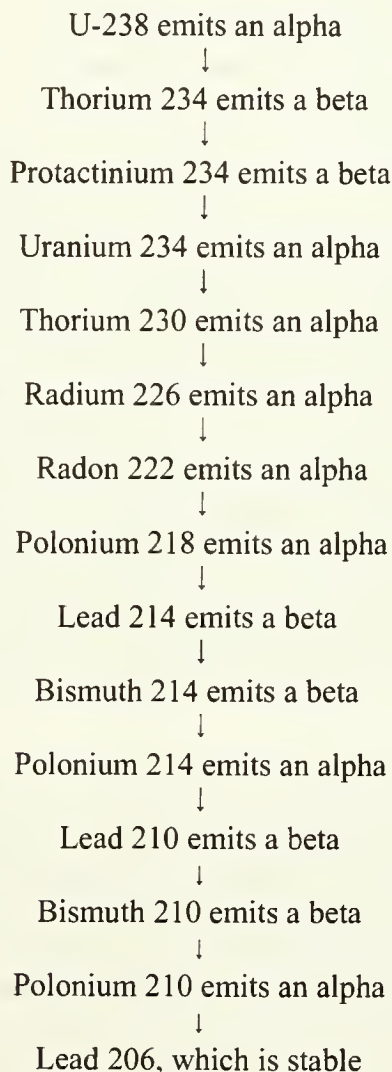 U-238 emits an alpha
↓
Thorium 234 emits a beta
↓
Protactinium 234 emits a beta
↓
Uranium 234 emits an alpha
↓
Thorium 230 emits an alpha
↓
Radium 226 emits an alpha
↓
Radon 222 emits an alpha
↓
Polonium 218 emits an alpha
↓
Lead 214 emits a beta
↓
Bismuth 214 emits a beta
↓
Polonium 214 emits an alpha
↓
Lead 210 emits a beta
↓
Bismuth 210 emits a beta
↓
Polonium 210 emits an alpha
↓
Lead 206, which is stable